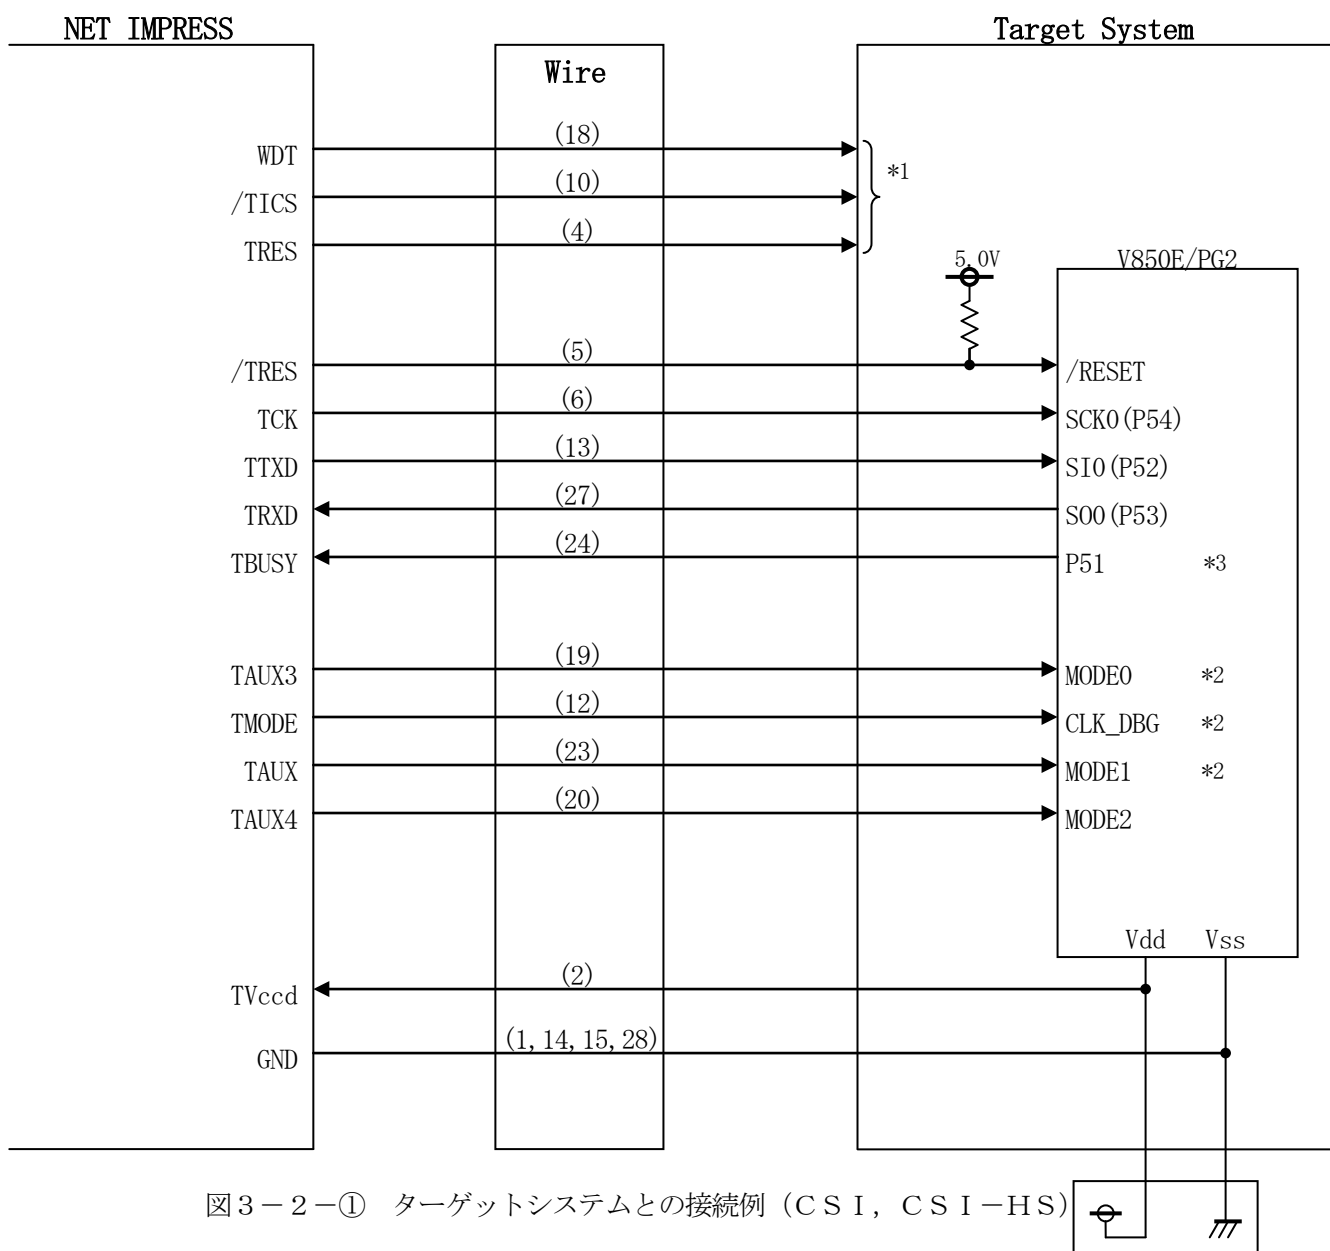 NET IMPRESS
Target System
Wire
WDT
(18)
*1
/TICS
(10)
TRES
(4)
5.0V
V850E/PG2
/TRES
(5)
/RESET
TCK
(6)
SCK0(P54)
TTXD
(13)
SI0(P52)
TRXD
(27)
SO0(P53)
TBUSY
(24)
P51 *3
TAUX3
(19)
MODE0 *2
TMODE
(12)
CLK_DBG *2
TAUX
(23)
MODE1 *2
TAUX4
(20)
MODE2
Vdd Vss
TVccd
(2)
GND
(1,14,15,28)
図3-2-① ターゲットシステムとの接続例(CSI,CSI-HS)